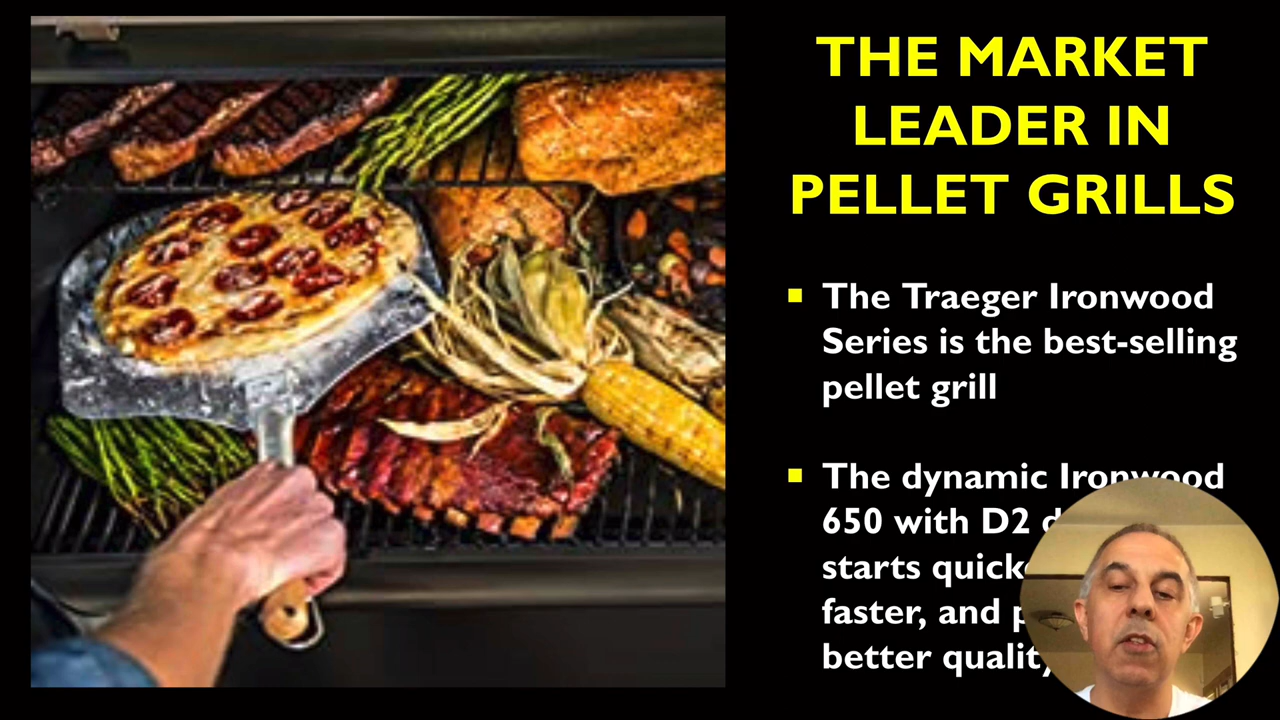 THE MARKET
LEADER IN
PELLET GRILLS
The Traeger Ironwood
Series is the best-selling
pellet grill
The dynamic Ironwood
650 with D2
starts
faster, and
better quality